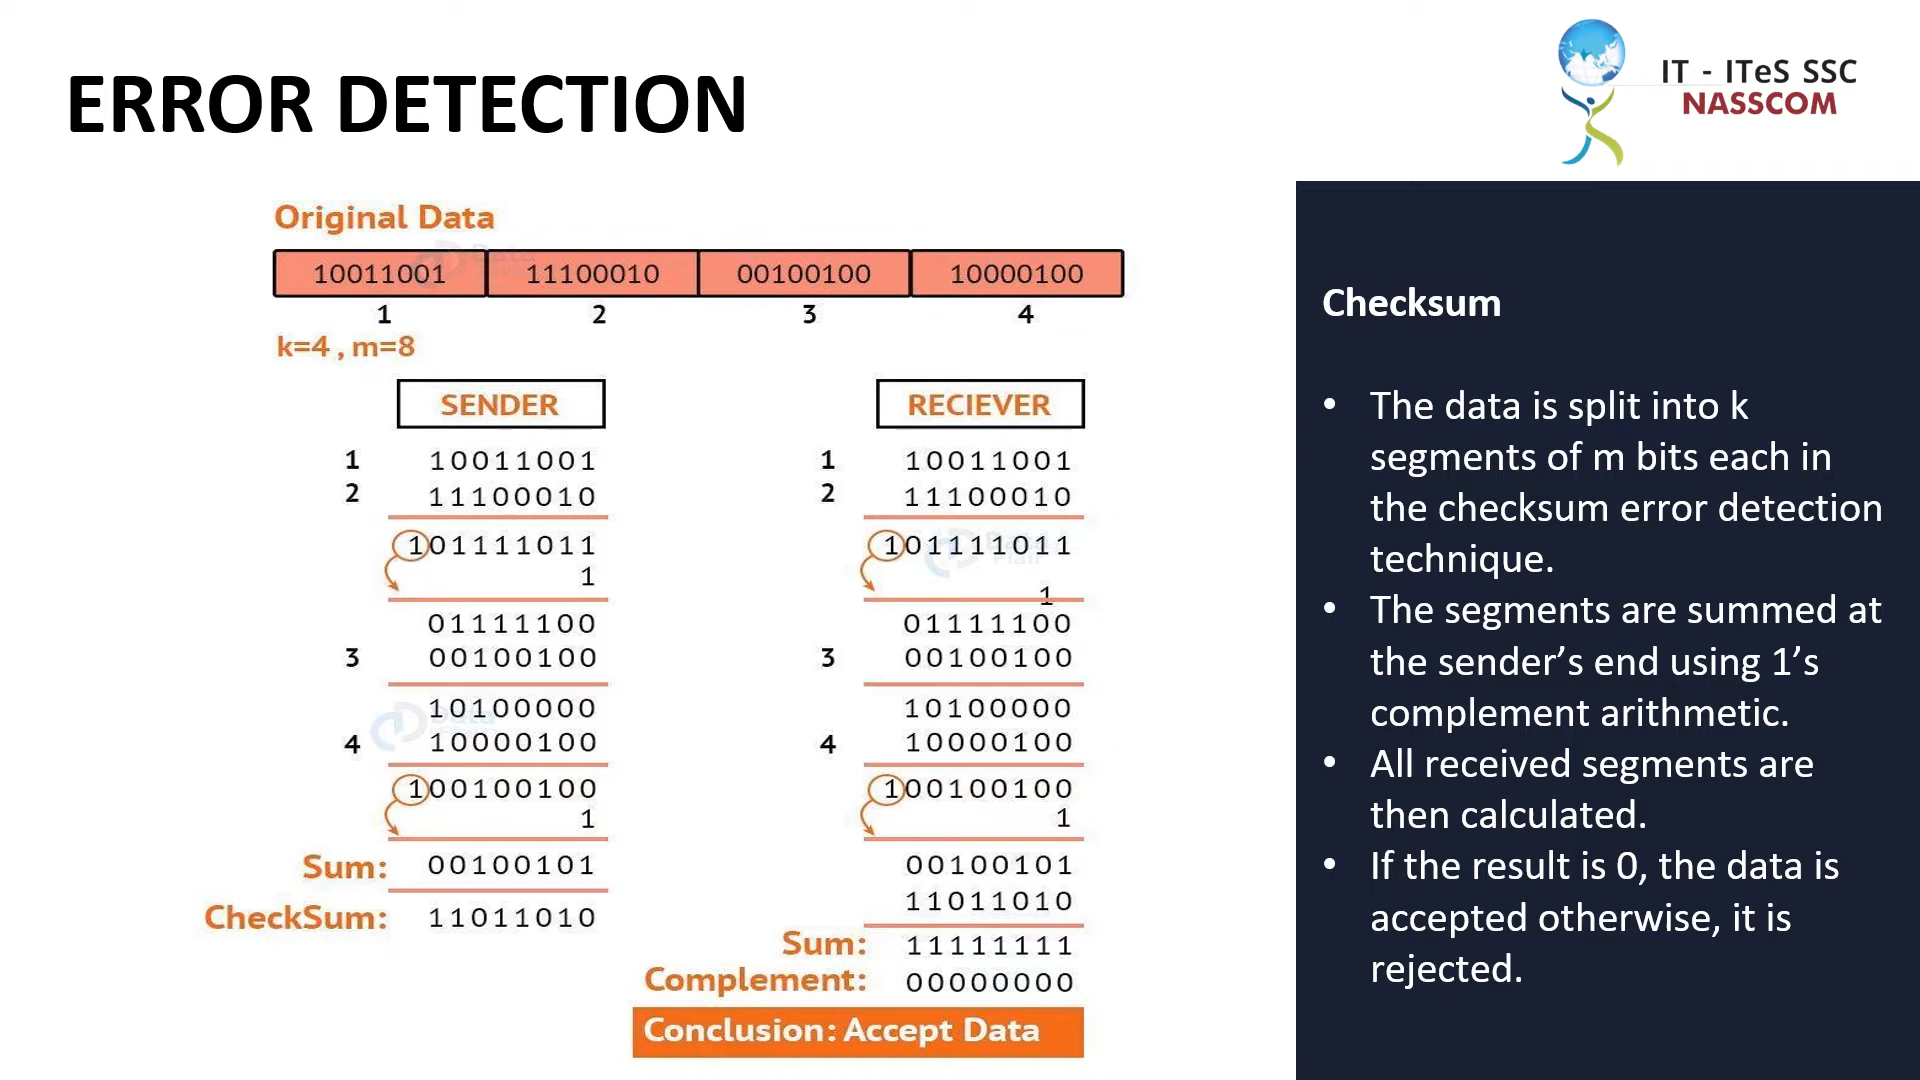 ERROR DETECTION
IT - ITeS SSC
NASSCOM
Original Data
10011001 11100010 00100100 10000100
1 2 3 4
k=4 , m=8
SENDER
1 10011001
2 11100010
101111011
1
01111100
3 00100100
10100000
4 10000100
100100100
1
Sum: 00100101
CheckSum: 11011010
RECIEVER
1 10011001
2 11100010
101111011
1
01111100
3 00100100
10100000
4 10000100
100100100
1
00100101
11011010
Sum: 11111111
Complement: 00000000
Conclusion: Accept Data
Checksum
• The data is split into k
segments of m bits each in
the checksum error detection
technique.
• The segments are summed at
the sender’s end using 1’s
complement arithmetic.
• All received segments are
then calculated.
• If the result is 0, the data is
accepted otherwise, it is
rejected.